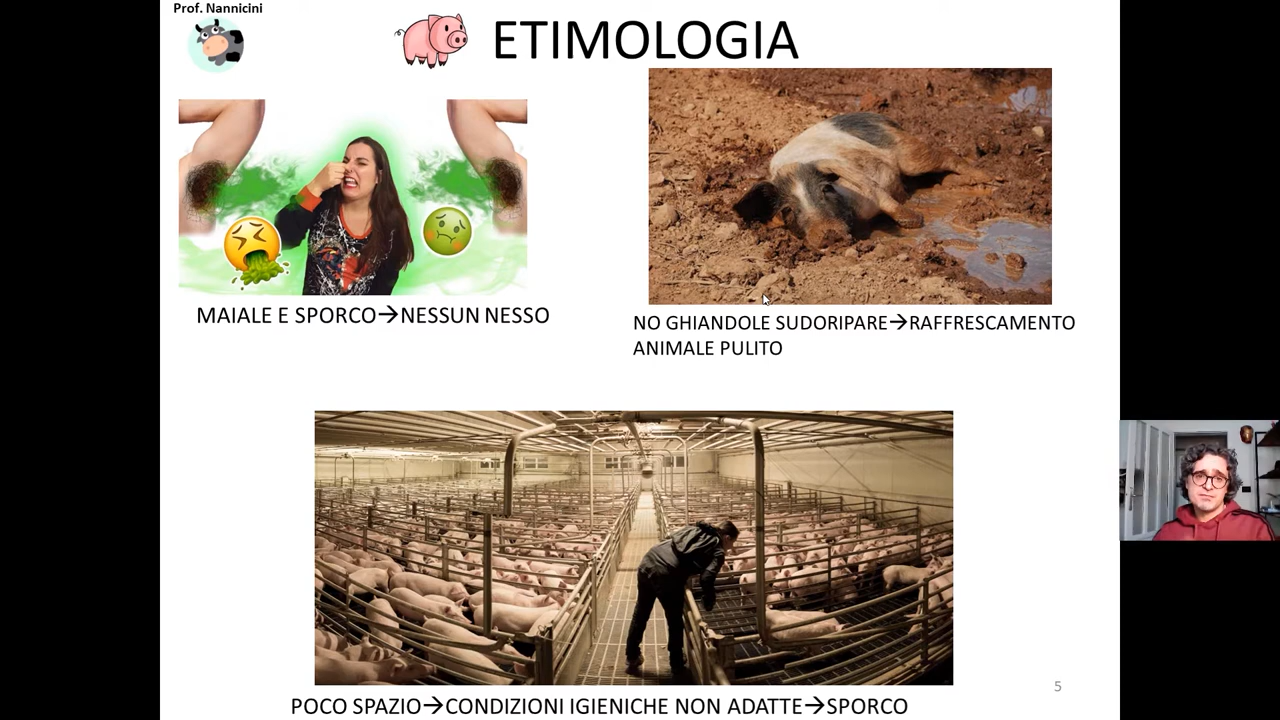 Prof. Nannicini
ETIMOLOGIA
MAIALE E SPORCO→NESSUN NESSO
NO GHIANDOLE SUDORIPARE→RAFFRESCAMENTO
ANIMALE PULITO
POCO SPAZIO→CONDIZIONI IGIENICHE NON ADATTE→SPORCO
5